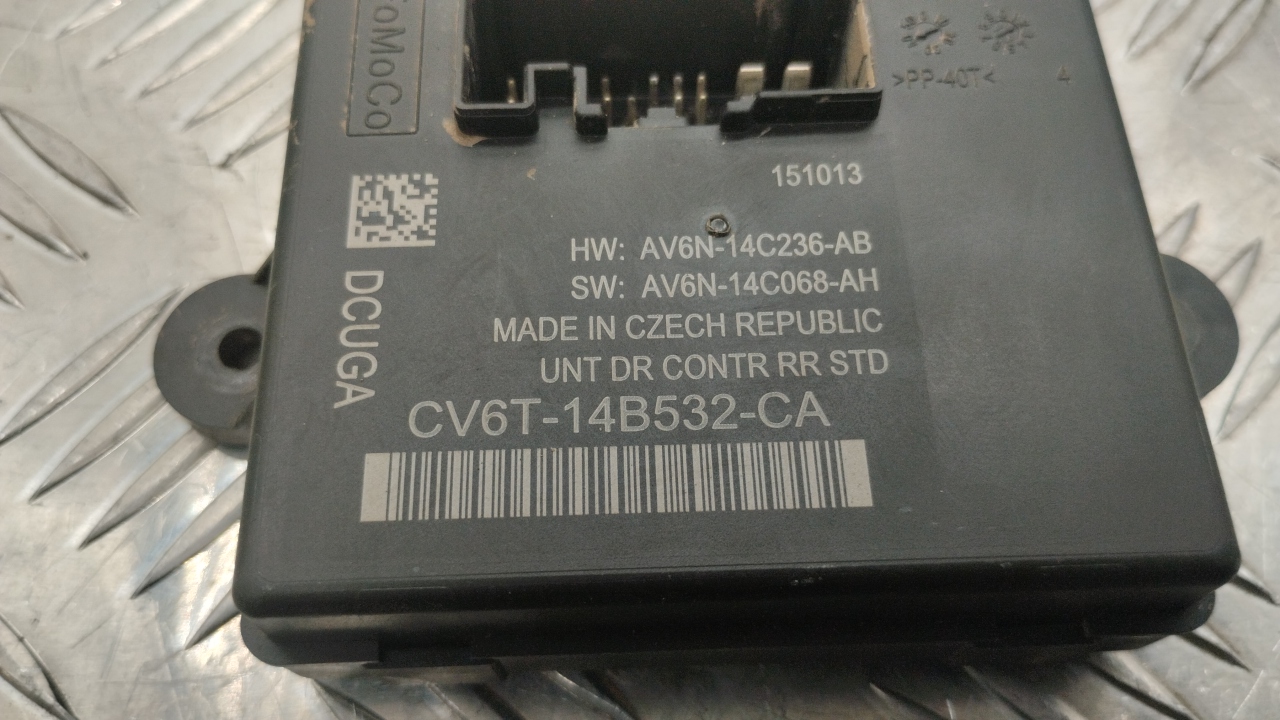 FoMoCo
>PP-40T< 4
151013
HW: AV6N-14C236-AB
SW: AV6N-14C068-AH
MADE IN CZECH REPUBLIC
UNT DR CONTR RR STD
DCUGA
CV6T-14B532-CA